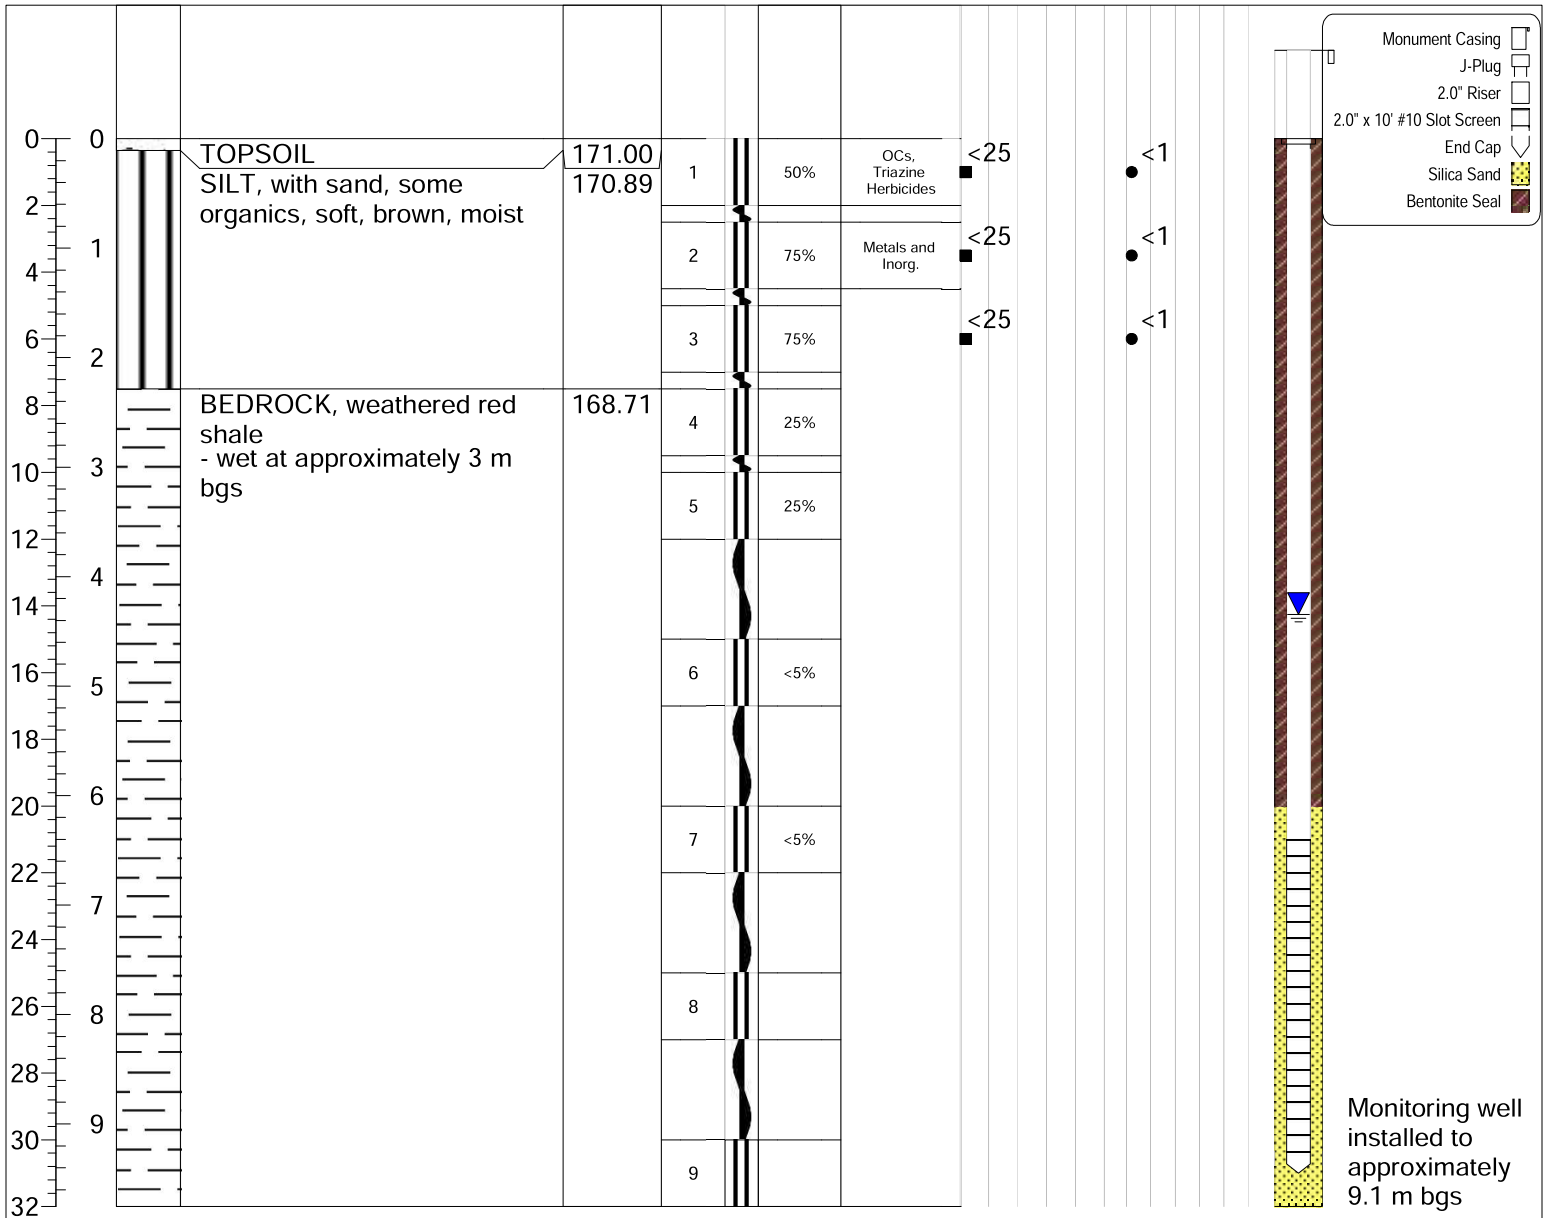 Monument Casing
J-Plug
2.0" Riser
2.0" x 10' #10 Slot Screen
End Cap
Silica Sand
Bentonite Seal
0 0
TOPSOIL 171.00
SILT, with sand, some 170.89
organics, soft, brown, moist
1 50%
OCs,
Triazine
Herbicides
<25 <1
2
1
2 75%
Metals and
Inorg.
<25 <1
4
3 75%
<25 <1
6
2
8
BEDROCK, weathered red 168.71
shale
- wet at approximately 3 m
bgs
4 25%
10
3
5 25%
12
4
14
16
6 <5%
5
18
6
20
7 <5%
22
7
24
26
8
8
28
9
30
9
32
Monitoring well
installed to
approximately
9.1 m bgs